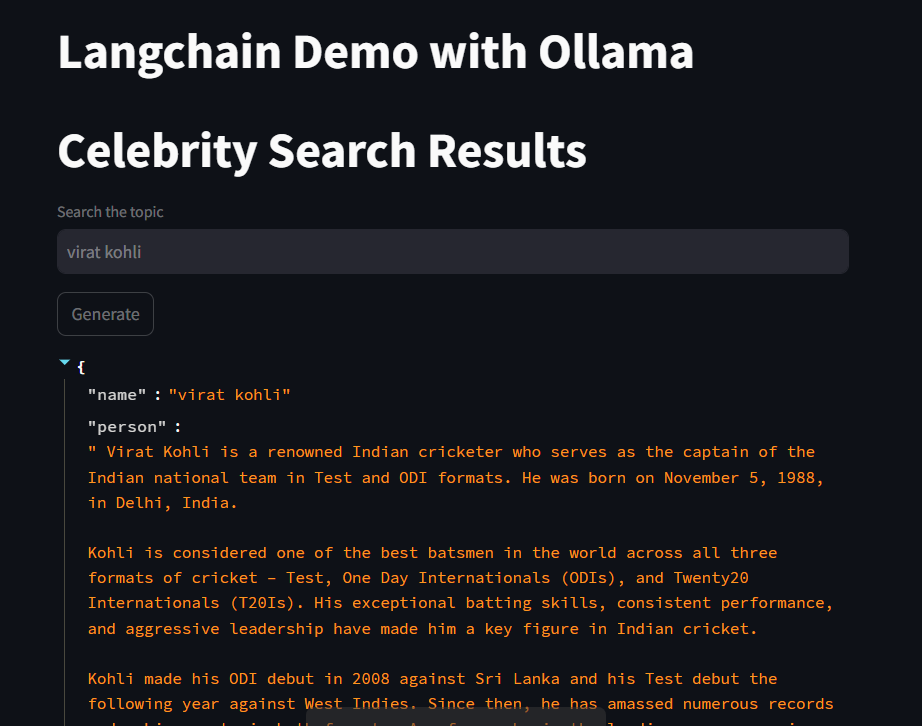 Langchain Demo with Ollama
Celebrity Search Results
Search the topic
virat kohli
Generate
{
"name" : "virat kohli"
"person" :
" Virat Kohli is a renowned Indian cricketer who serves as the captain of the
Indian national team in Test and ODI formats. He was born on November 5, 1988,
in Delhi, India.
Kohli is considered one of the best batsmen in the world across all three
formats of cricket – Test, One Day Internationals (ODIs), and Twenty20
Internationals (T20Is). His exceptional batting skills, consistent performance,
and aggressive leadership have made him a key figure in Indian cricket.
Kohli made his ODI debut in 2008 against Sri Lanka and his Test debut the
following year against West Indies. Since then, he has amassed numerous records